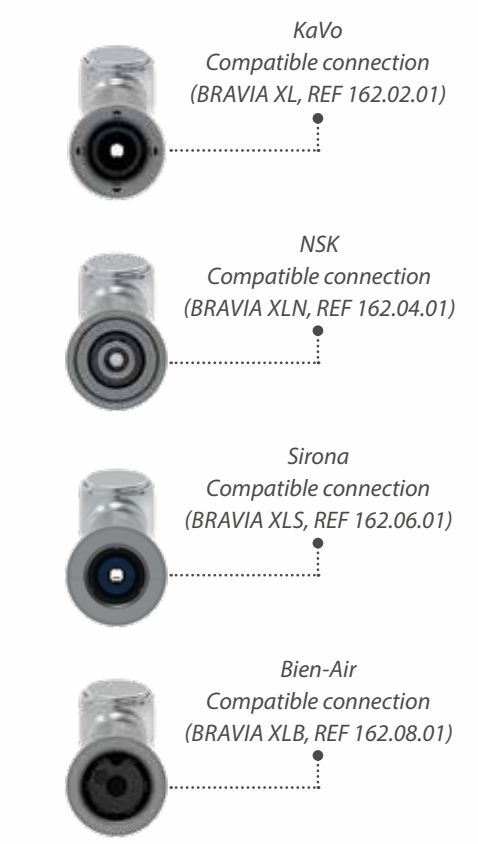 KaVo
Compatible connection
(BRAVIA XL, REF 162.02.01)
NSK
Compatible connection
(BRAVIA XLN, REF 162.04.01)
Sirona
Compatible connection
(BRAVIA XLS, REF 162.06.01)
Bien-Air
Compatible connection
(BRAVIA XLB, REF 162.08.01)